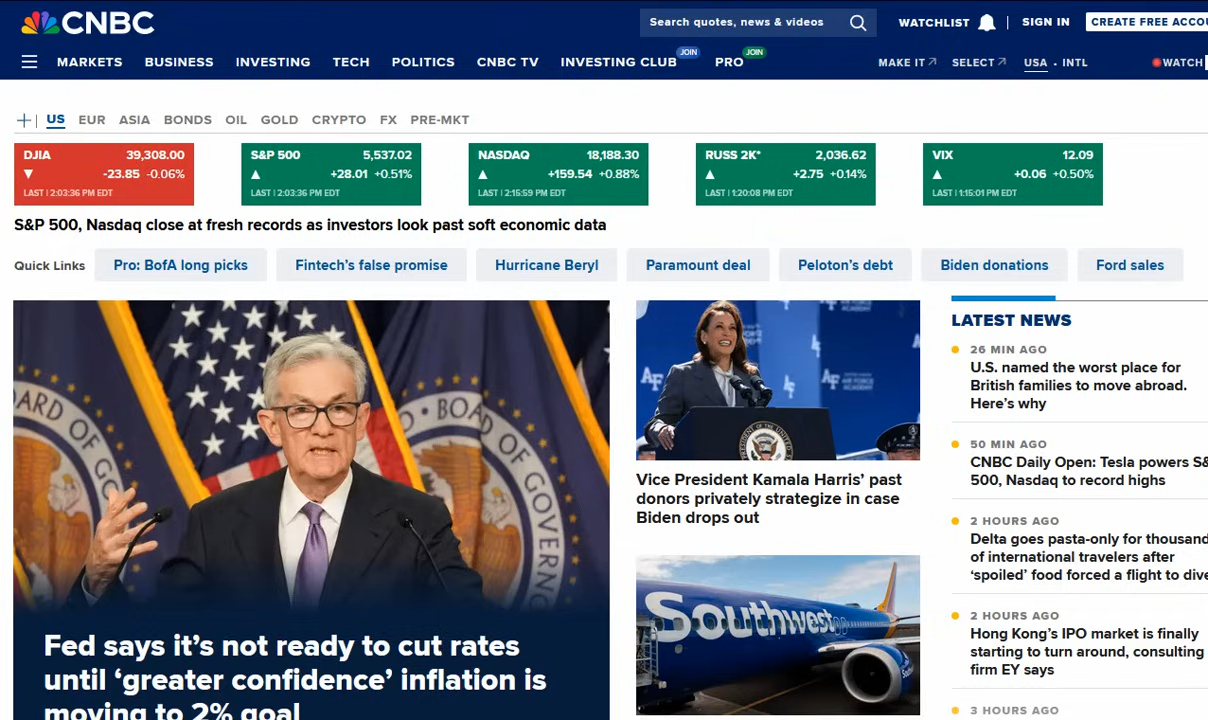 CNBC
Search quotes, news & videos
WATCHLIST
SIGN IN
CREATE FREE ACCOU
MARKETS BUSINESS INVESTING TECH POLITICS CNBC TV INVESTING CLUB JOIN PRO JOIN
MAKE IT SELECT USA • INTL WATCH
US EUR ASIA BONDS OIL GOLD CRYPTO FX PRE-MKT
DJIA 39,308.00
-23.85 -0.06%
LAST | 2:03:36 PM EDT
S&P 500 5,537.02
+28.01 +0.51%
LAST | 2:03:36 PM EDT
NASDAQ 18,188.30
+159.54 +0.88%
LAST | 2:15:59 PM EDT
RUSS 2K* 2,036.62
+2.75 +0.14%
LAST | 1:20:08 PM EDT
VIX 12.09
+0.06 +0.50%
LAST | 1:15:01 PM EDT
S&P 500, Nasdaq close at fresh records as investors look past soft economic data
Quick Links
Pro: BofA long picks
Fintech’s false promise
Hurricane Beryl
Paramount deal
Peloton’s debt
Biden donations
Ford sales
Fed says it’s not ready to cut rates
until ‘greater confidence’ inflation is
moving to 2% goal
Vice President Kamala Harris’ past
donors privately strategize in case
Biden drops out
Southwest
LATEST NEWS
26 MIN AGO
U.S. named the worst place for
British families to move abroad.
Here’s why
50 MIN AGO
CNBC Daily Open: Tesla powers S&
500, Nasdaq to record highs
2 HOURS AGO
Delta goes pasta-only for thousand
of international travelers after
‘spoiled’ food forced a flight to dive
2 HOURS AGO
Hong Kong’s IPO market is finally
starting to turn around, consulting
firm EY says
3 HOURS AGO